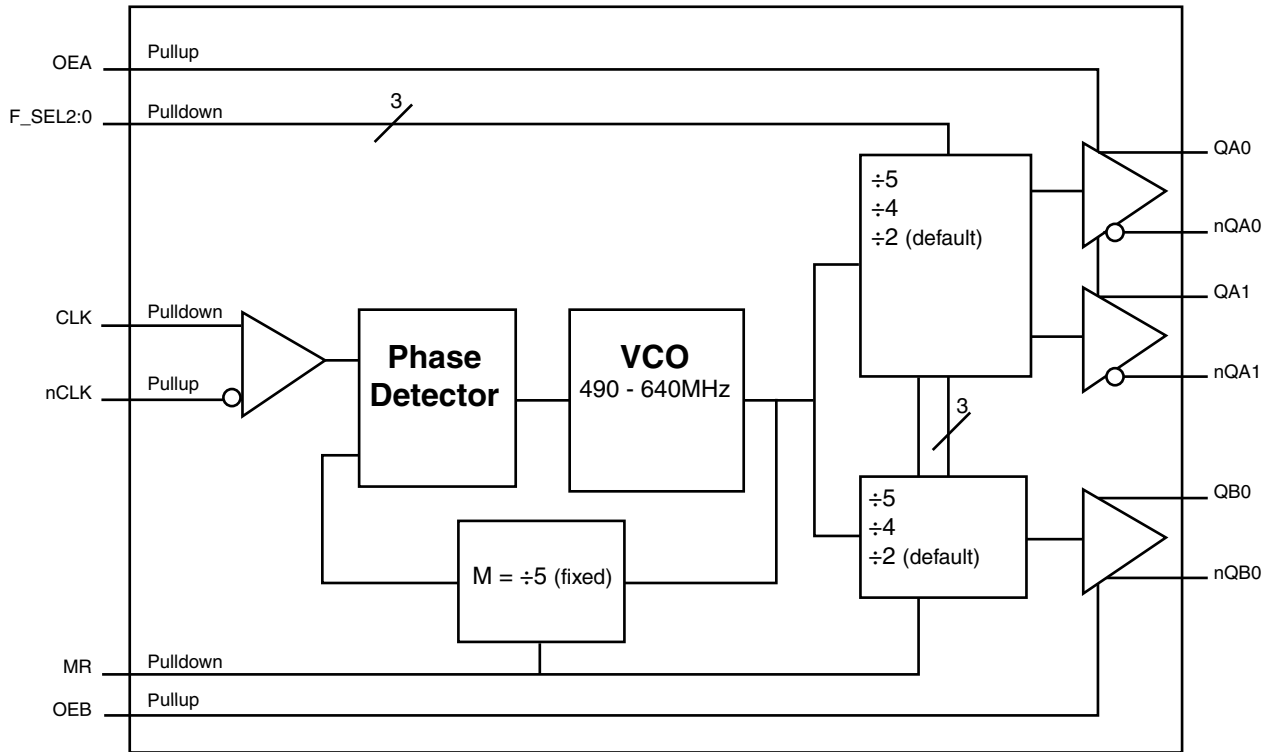 OEA
Pullup
F_SEL2:0
Pulldown
3
QA0
nQA0
÷5
÷4
÷2 (default)
QA1
nQA1
CLK
Pulldown
nCLK
Pullup
Phase
Detector
VCO
490 - 640MHz
3
÷5
÷4
÷2 (default)
QB0
nQB0
M = ÷5 (fixed)
MR
Pulldown
OEB
Pullup